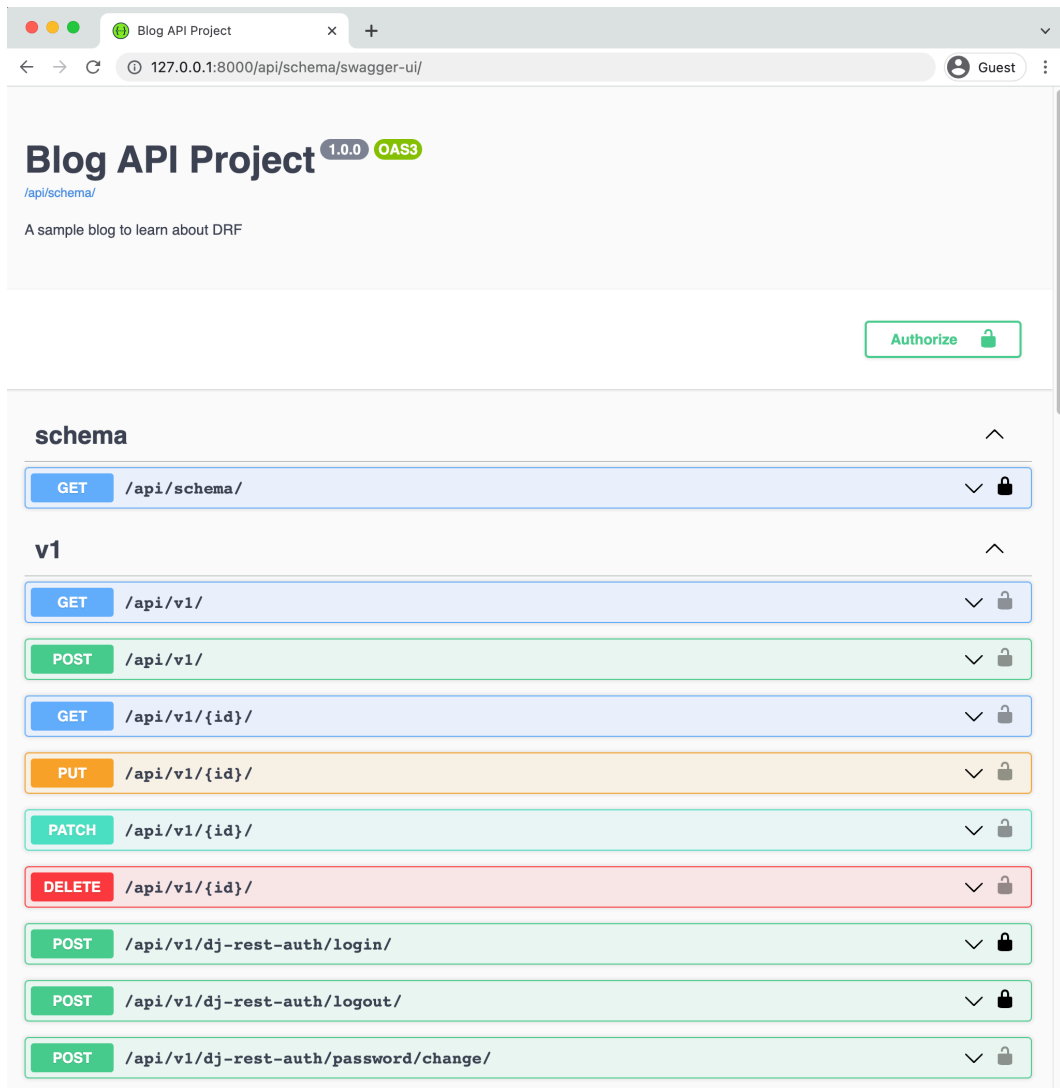 Blog API Project
127.0.0.1:8000/api/schema/swagger-ui/
Guest
Blog API Project 1.0.0 OAS3
/api/schema/
A sample blog to learn about DRF
Authorize
schema
GET /api/schema/
v1
GET /api/v1/
POST /api/v1/
GET /api/v1/{id}/
PUT /api/v1/{id}/
PATCH /api/v1/{id}/
DELETE /api/v1/{id}/
POST /api/v1/dj-rest-auth/login/
POST /api/v1/dj-rest-auth/logout/
POST /api/v1/dj-rest-auth/password/change/